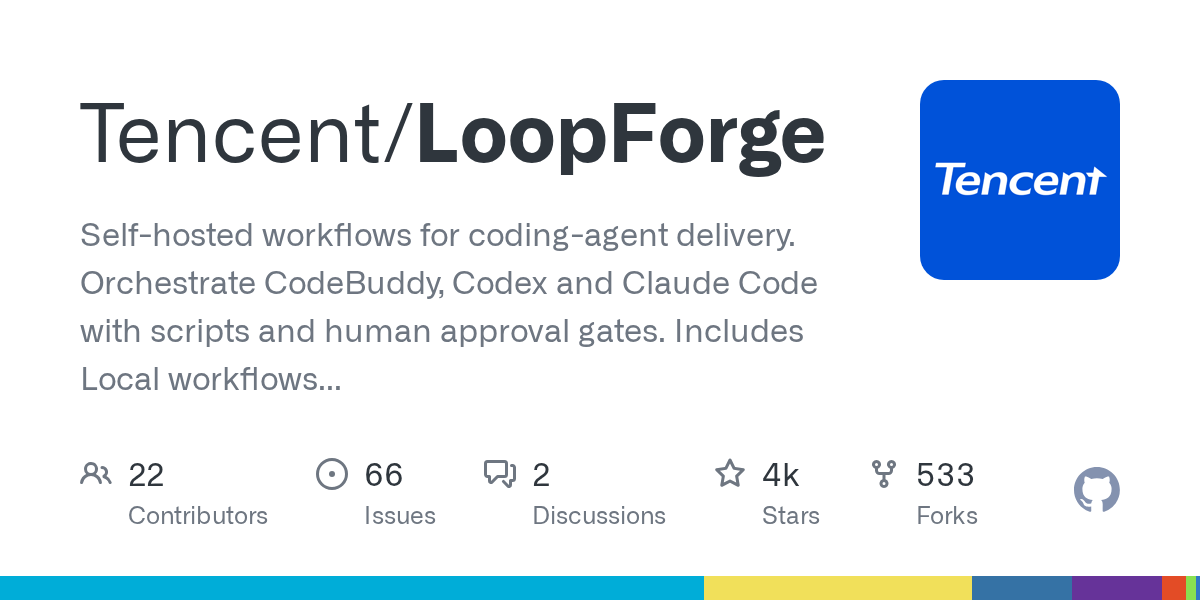 Tencent/LoopForge
Tencent
Self-hosted workflows for coding-agent delivery.
Orchestrate CodeBuddy, Codex and Claude Code
with scripts and human approval gates. Includes
Local workflows...
22
Contributors
66
Issues
2
Discussions
4k
Stars
533
Forks